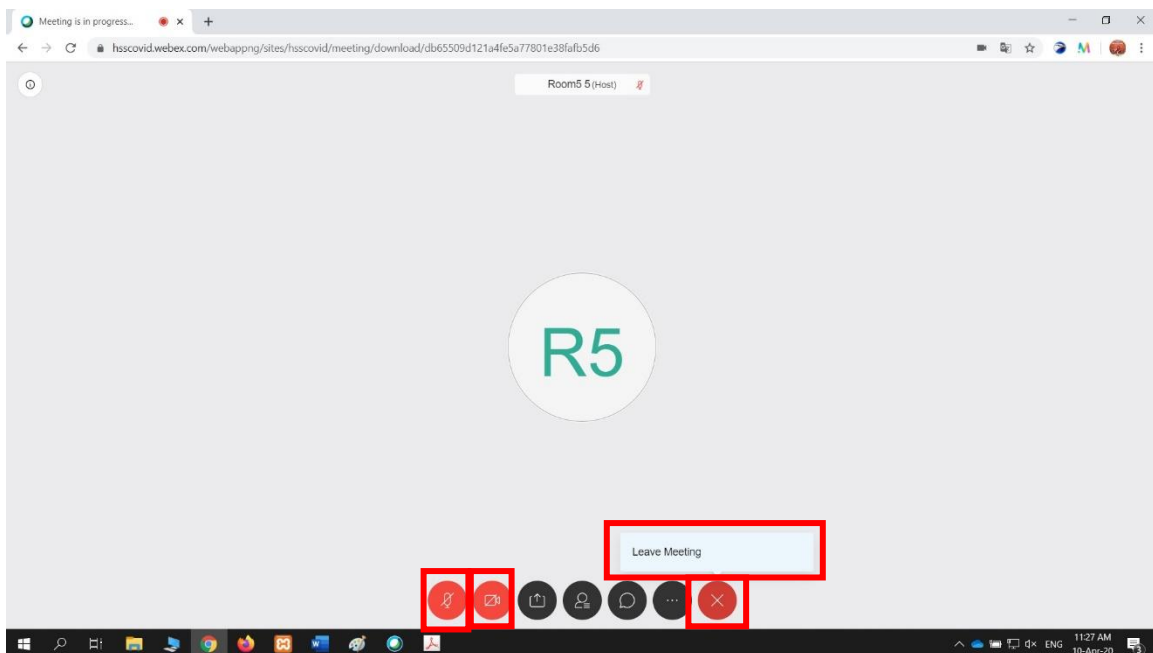 Meeting is in progress...
hsscovid.webex.com/webappng/sites/hsscovid/meeting/download/db65509d121a4fe5a77801e38fafb5d6
Room5 5 (Host)
R5
Leave Meeting
ENG
11:27 AM
10-Apr-20
3